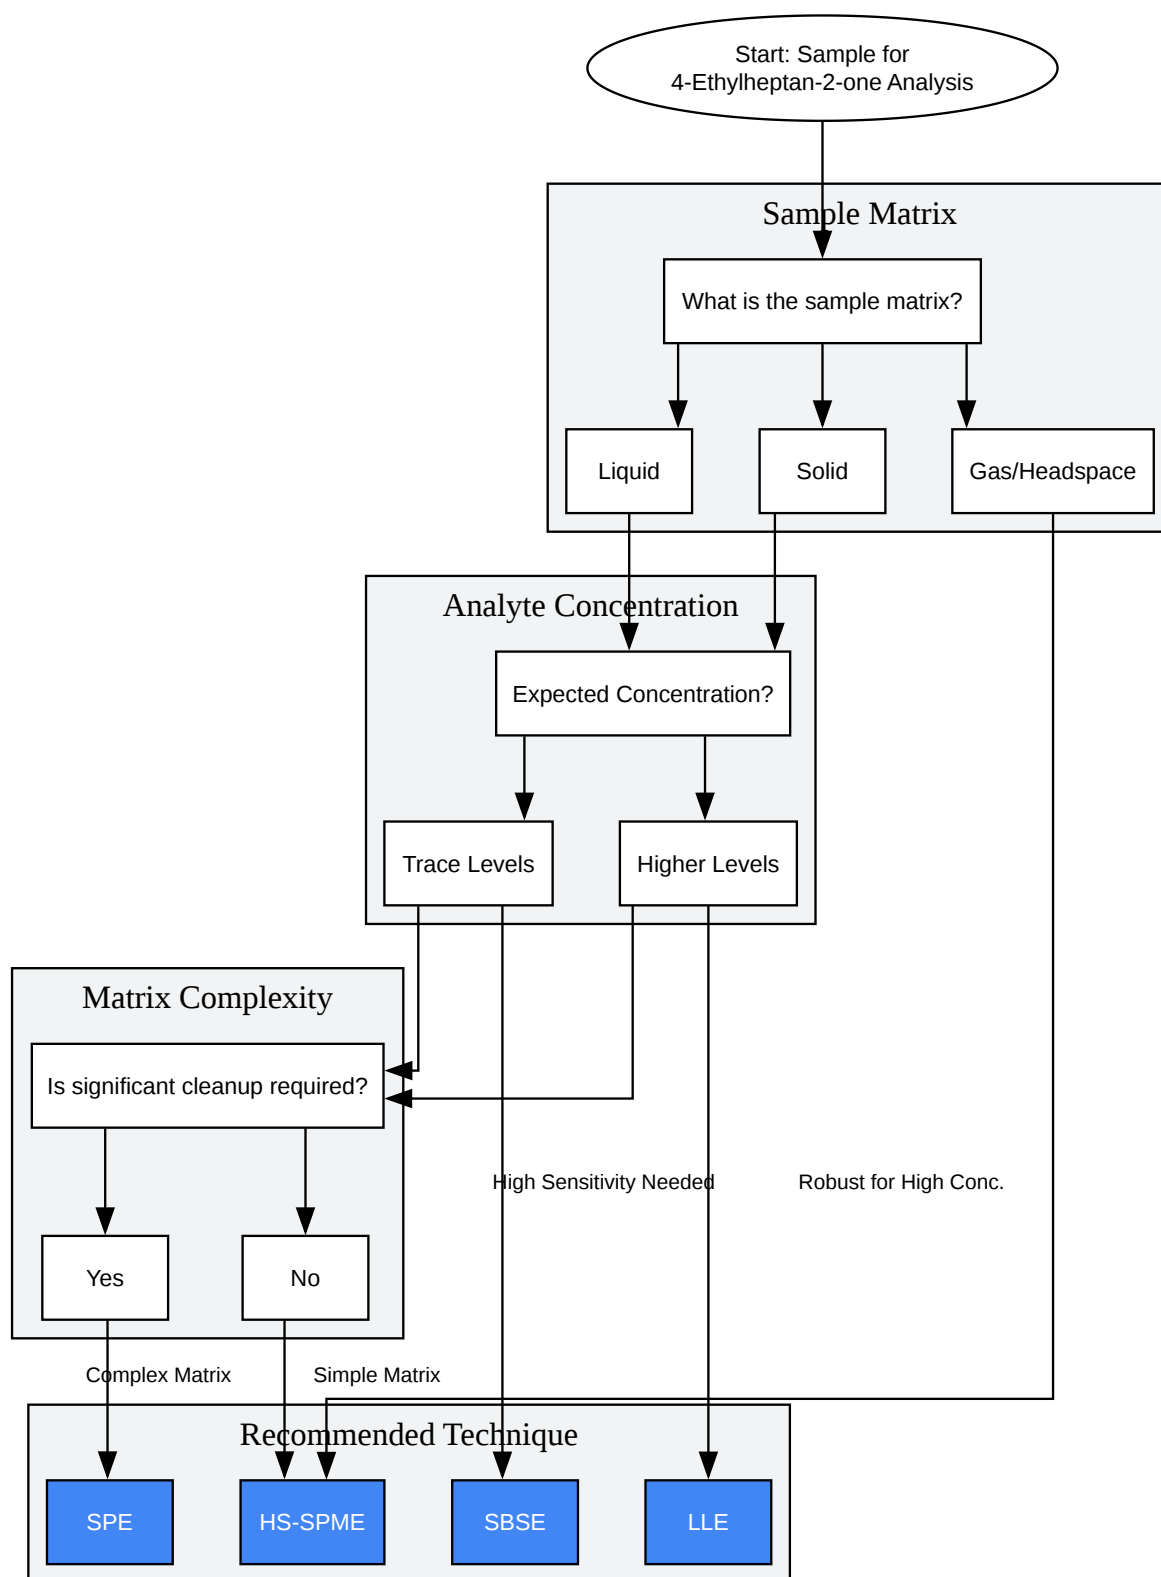 Start: Sample for
4-Ethylheptan-2-one Analysis
Sample Matrix
What is the sample matrix?
Liquid
Solid
Gas/Headspace
Analyte Concentration
Expected Concentration?
Trace Levels
Higher Levels
Matrix Complexity
Is significant cleanup required?
High Sensitivity Needed
Robust for High Conc.
Yes
No
Complex Matrix
Simple Matrix
Recommended Technique
SPE
HS-SPME
SBSE
LLE